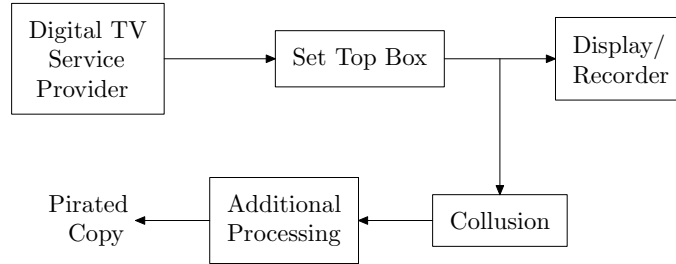 Digital TV
Service
Provider
Set Top Box
Display/
Recorder
Pirated
Copy
Additional
Processing
Collusion